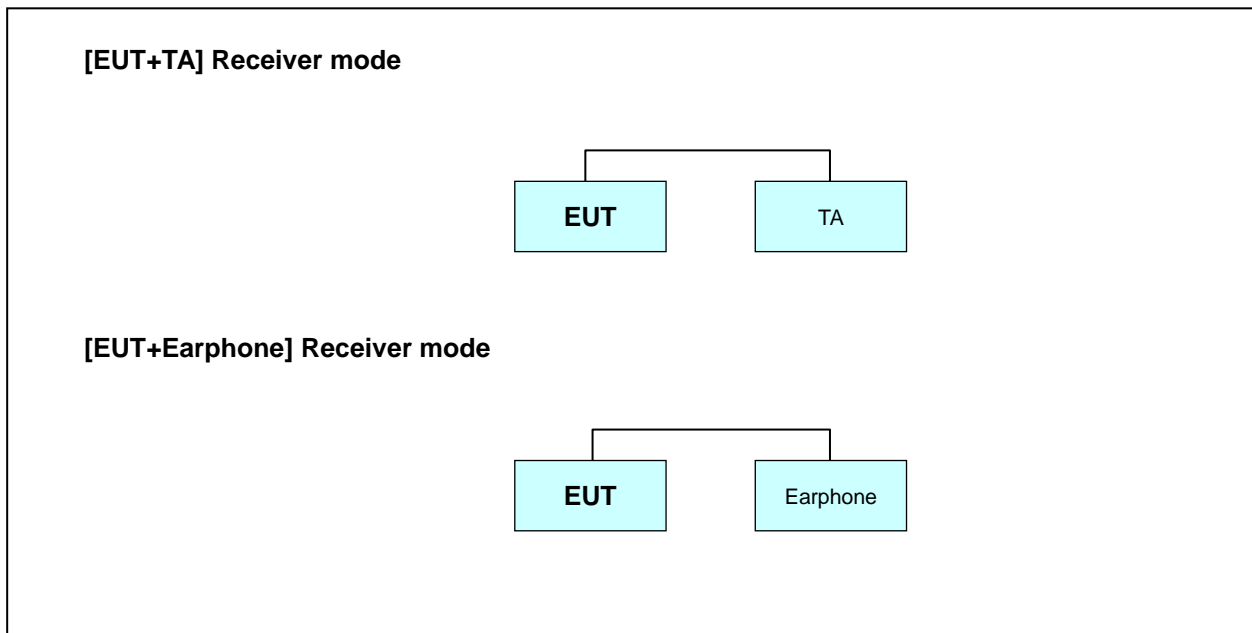 [EUT+TA] Receiver mode
EUT
TA
[EUT+Earphone] Receiver mode
EUT
Earphone